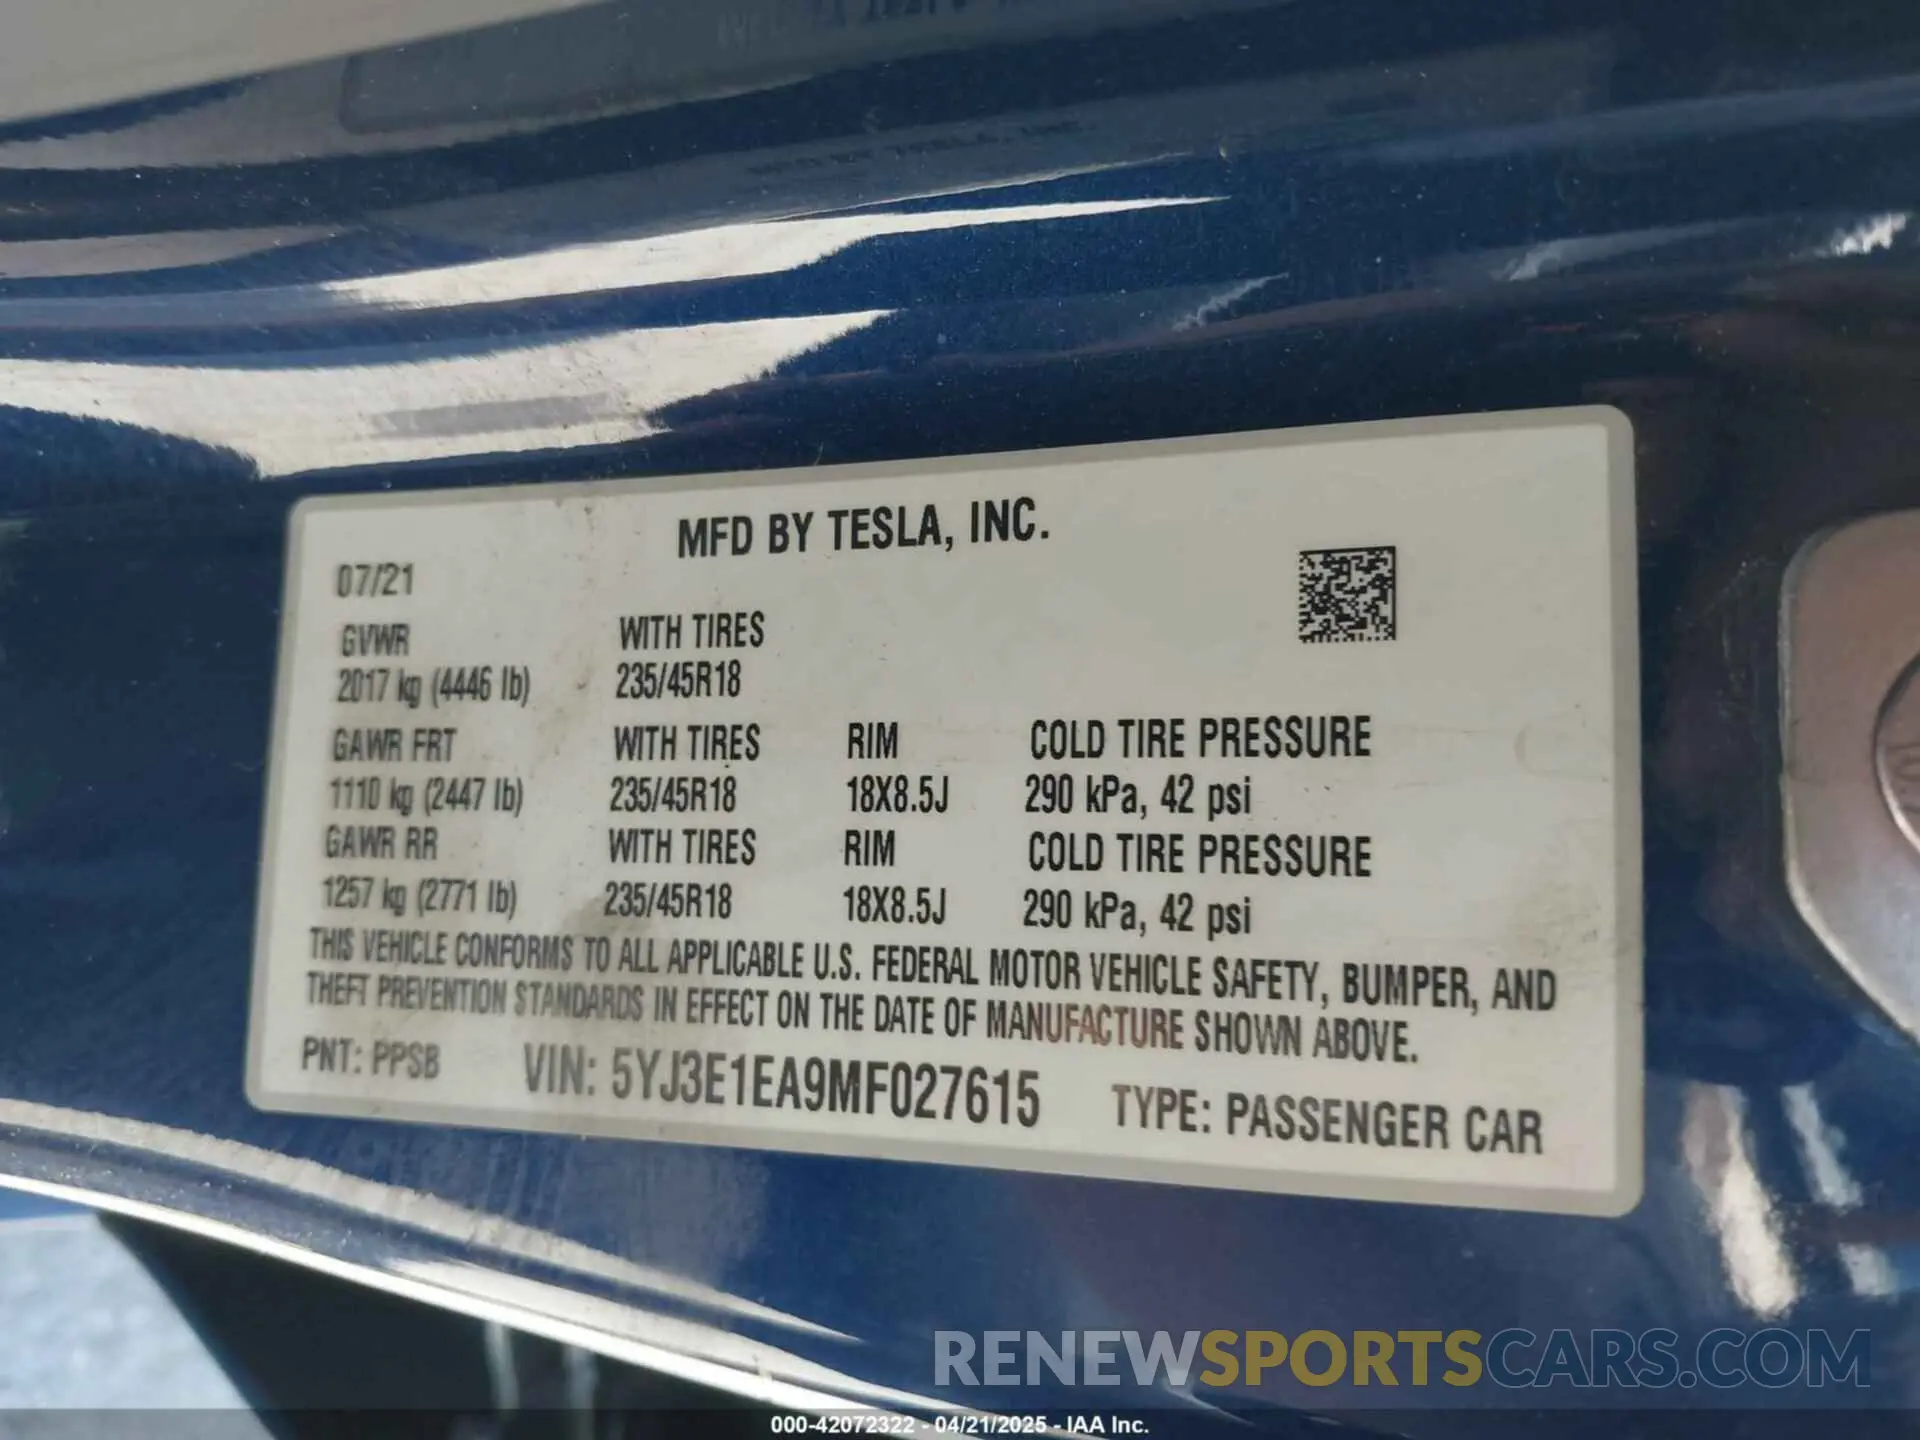 MFD BY TESLA, INC.
07/21
GVWR WITH TIRES
2017 kg (4446 lb) 235/45R18
GAWR FRT WITH TIRES RIM COLD TIRE PRESSURE
1110 kg (2447 lb) 235/45R18 18X8.5J 290 kPa, 42 psi
GAWR RR WITH TIRES RIM COLD TIRE PRESSURE
1257 kg (2771 lb) 235/45R18 18X8.5J 290 kPa, 42 psi
THIS VEHICLE CONFORMS TO ALL APPLICABLE U.S. FEDERAL MOTOR VEHICLE SAFETY, BUMPER, AND
THEFT PREVENTION STANDARDS IN EFFECT ON THE DATE OF MANUFACTURE SHOWN ABOVE.
PNT: PPSB VIN: 5YJ3E1EA9MF027615 TYPE: PASSENGER CAR
RENEWSPORTSCARS.COM
000-42072322 - 04/21/2025 - IAA Inc.